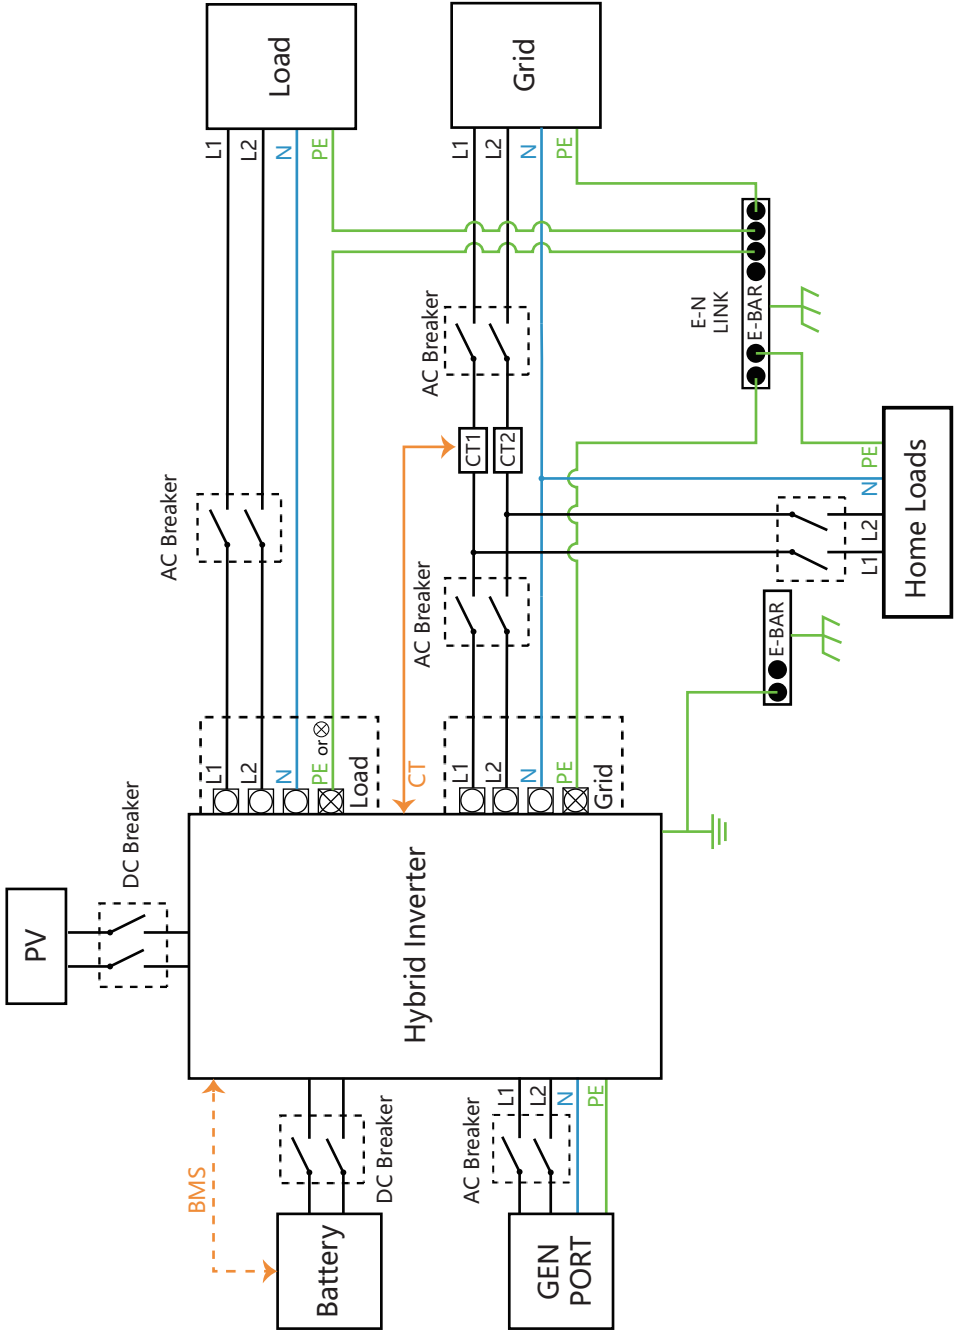 PV
DC Breaker
Load
L1
L2
N
PE
AC Breaker
L1
L2
N
PE or
Load
Grid
L1
L2
N
PE
AC Breaker
CT1
CT2
AC Breaker
CT
L1
L2
N
PE
Grid
E-N
LINK
E-BAR
E-BAR
L1
L2
N
PE
Home Loads
Hybrid Inverter
BMS
Battery
DC Breaker
AC Breaker
L1
L2
N
PE
GEN
PORT